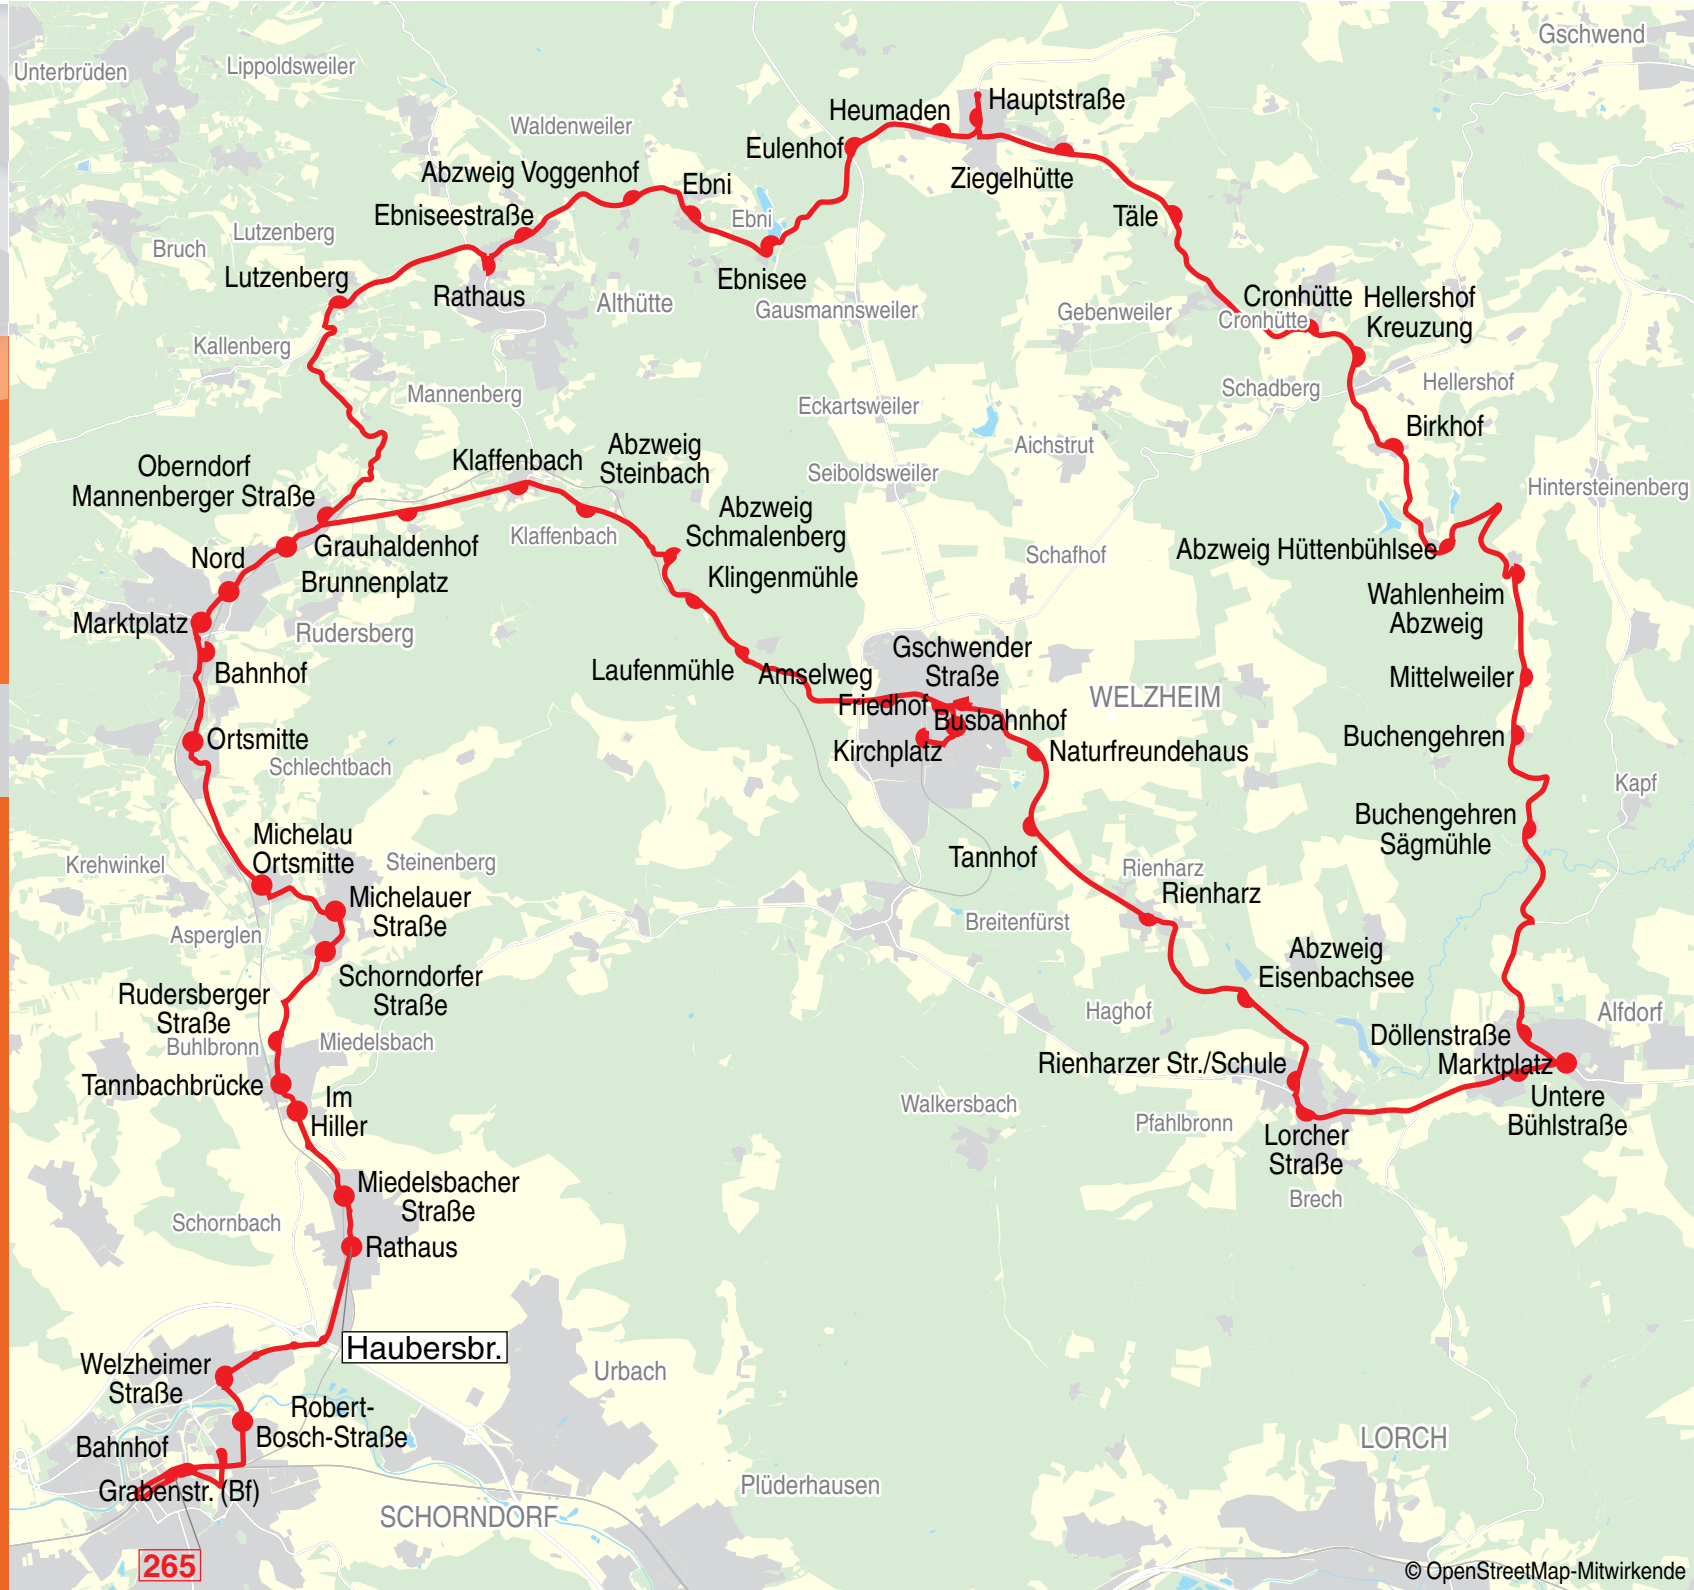 Gschwend
Unterbrüden
Lippoldsweiler
Heumaden
Hauptstraße
Waldenweiler
Eulenhof
Abzweig Voggenhof
Ebni
Ziegelhütte
Ebniseestraße
Ebni
Täle
Lutzenberg
Bruch
Lutzenberg
Ebnisee
Rathaus
Althütte
Gausmannsweiler
Gebenweiler
Cronhütte
Cronhütte
Hellershof
Kreuzung
Kallenberg
Mannenberg
Schadberg
Hellershof
Eckartsweiler
Birkhof
Aichstrut
Oberndorf
Mannenberger Straße
Klaffenbach
Abzweig
Steinbach
Seiboldsweiler
Hintersteinenberg
Abzweig
Schmalenberg
Klaffenbach
Grauhaldenhof
Nord
Brunnenplatz
Klingenmühle
Schafhof
Abzweig Hüttenbühlsee
Wahlenheim
Abzweig
Marktplatz
Rudersberg
Bahnhof
Laufenmühle
Amselweg
Gschwender
Straße
Friedhof
Busbahnhof
Kirchplatz
WELZHEIM
Mittelweiler
Ortsmitte
Schlechtbach
Naturfreundehaus
Buchengehren
Kapf
Buchengehren
Sägmühle
Michelau
Ortsmitte
Krehwinkel
Steinenberg
Tannhof
Rienharz
Rienharz
Michelauer
Straße
Asperglen
Breitenfürst
Abzweig
Eisenbachsee
Schorndorfer
Straße
Rudersberger
Straße
Buhlbronn
Miedelsbach
Haghof
Alfdorf
Döllenstraße
Marktplatz
Rienharzer Str./Schule
Tannbachbrücke
Im
Hiller
Walkersbach
Pfahlbronn
Untere
Bühlstraße
Lorcher
Straße
Brech
Miedelsbacher
Straße
Schornbach
Rathaus
Haubersbr.
Welzheimer
Straße
Urbach
Robert-
Bosch-Straße
Bahnhof
Grabenstr. (Bf)
LORCH
Plüderhausen
SCHORNDORF
265
© OpenStreetMap-Mitwirkende